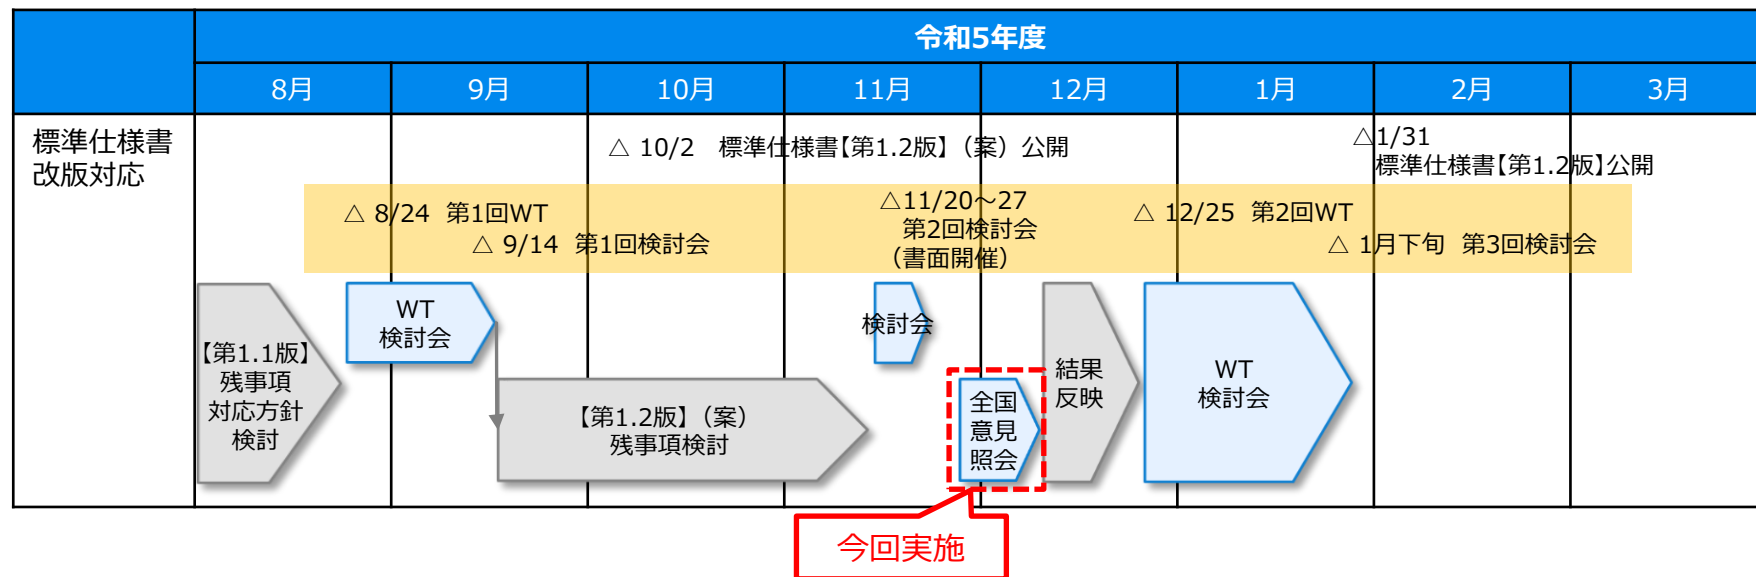 令和5年度
8月
9月
10月
11月
12月
1月
2月
3月
標準仕様書
改版対応
△ 10/2 標準仕様書【第1.2版】（案）公開
△1/31
標準仕様書【第1.2版】公開
△ 8/24 第1回WT
△ 9/14 第1回検討会
△11/20～27
第2回検討会
（書面開催）
△ 12/25 第2回WT
△ 1月下旬 第3回検討会
【第1.1版】
残事項
対応方針
検討
WT
検討会
【第1.2版】（案）
残事項検討
検討会
全国
意見
照会
結果
反映
WT
検討会
今回実施